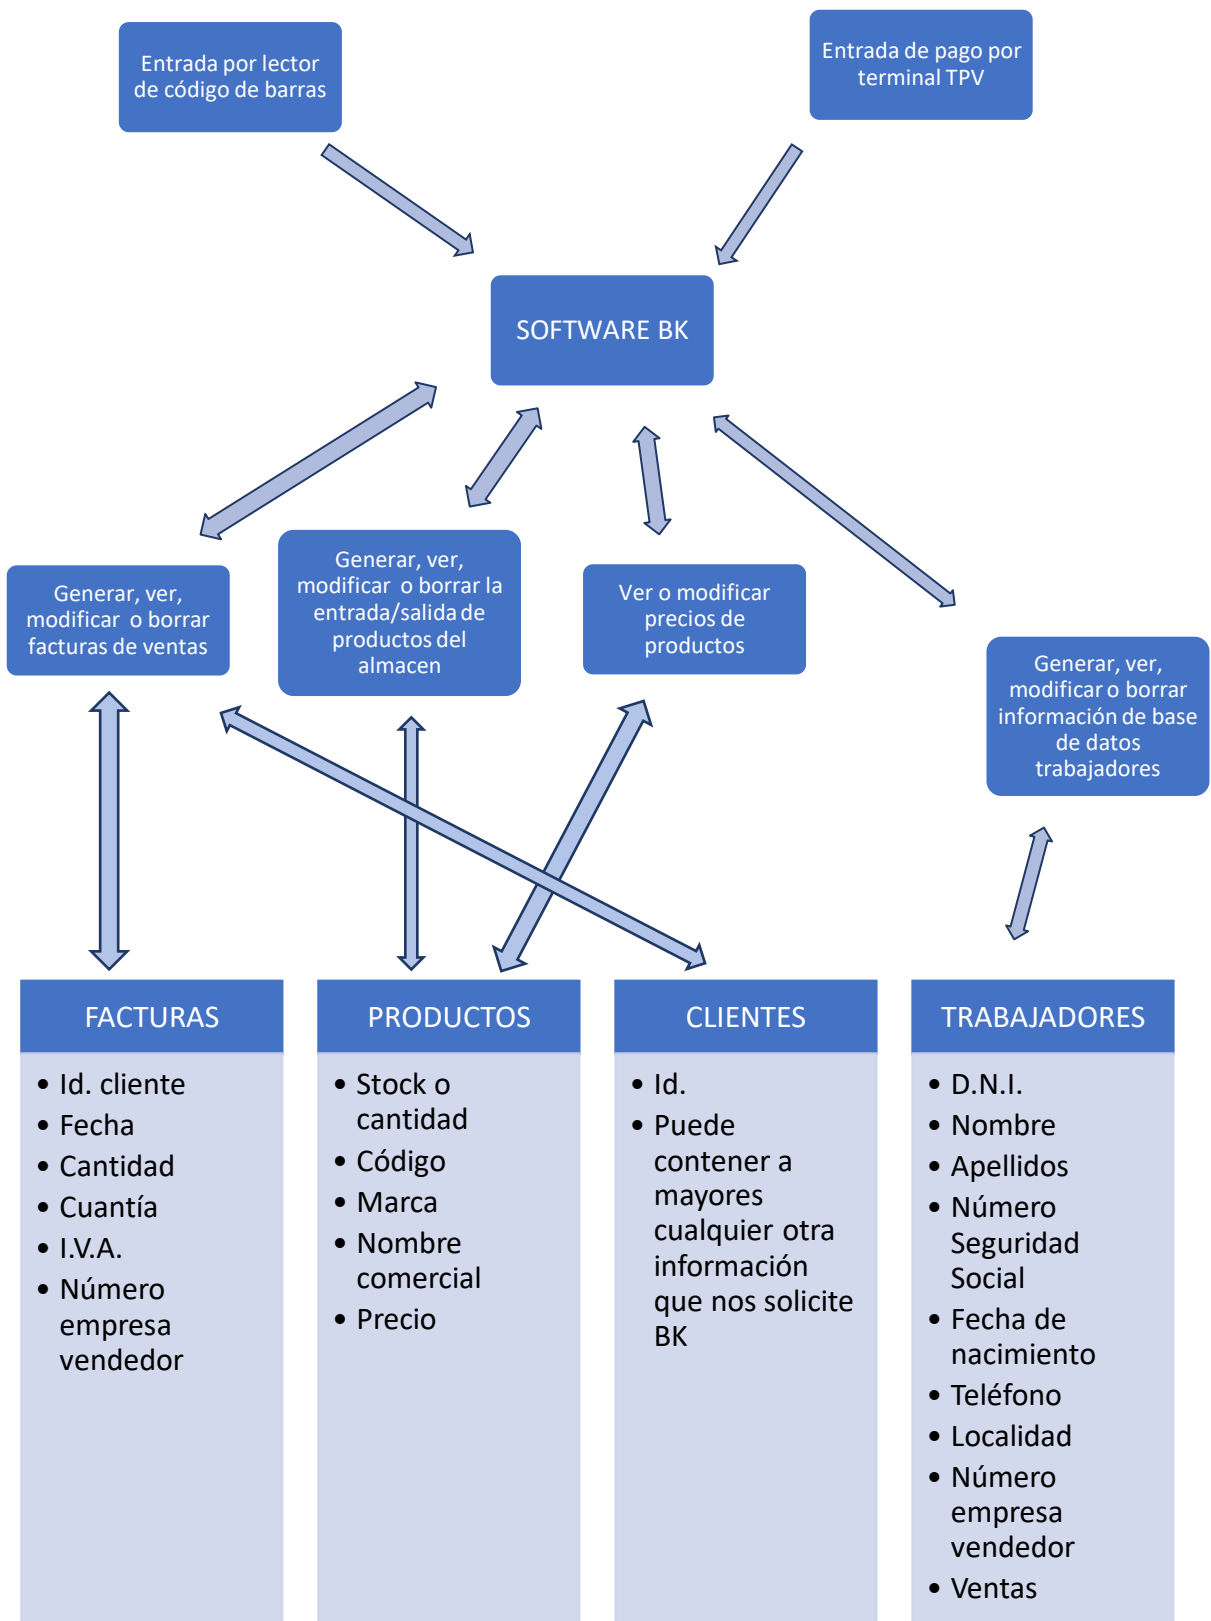 Entrada por lector
de código de barras
Entrada de pago por
terminal TPV
SOFTWARE BK
Generar, ver,
modificar o borrar
facturas de ventas
Generar, ver,
modificar o borrar la
entrada/salida de
productos del
almacen
Ver o modificar
precios de
productos
Generar, ver,
modificar o borrar
información de base
de datos
trabajadores
FACTURAS
• Id. cliente
• Fecha
• Cantidad
• Cuantía
• I.V.A.
• Número
empresa
vendedor
PRODUCTOS
• Stock o
cantidad
• Código
• Marca
• Nombre
comercial
• Precio
CLIENTES
• Id.
• Puede
contener a
mayores
cualquier otra
información
que nos solicite
BK
TRABAJADORES
• D.N.I.
• Nombre
• Apellidos
• Número
Seguridad
Social
• Fecha de
nacimiento
• Teléfono
• Localidad
• Número
empresa
vendedor
• Ventas